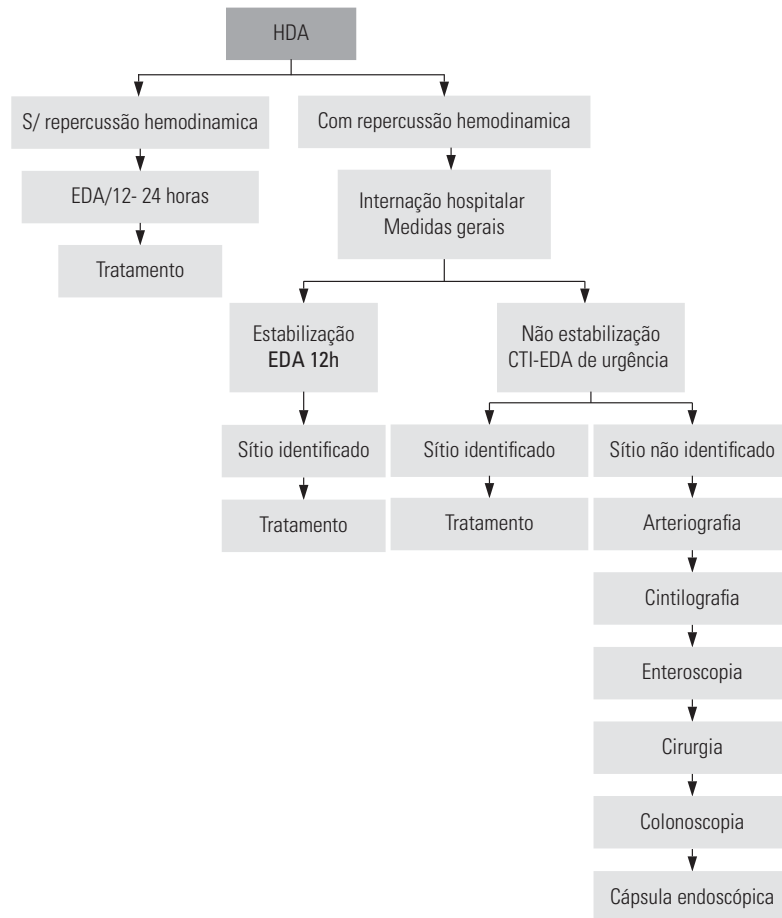 HDA
S/ repercussão hemodinamica
Com repercussão hemodinamica
EDA/12- 24 horas
Internação hospitalar
Medidas gerais
Tratamento
Estabilização
EDA 12h
Não estabilização
CTI-EDA de urgência
Sítio identificado
Sítio identificado
Sítio não identificado
Tratamento
Tratamento
Arteriografia
Cintilografia
Enteroscopia
Cirurgia
Colonoscopia
Cápsula endoscópica